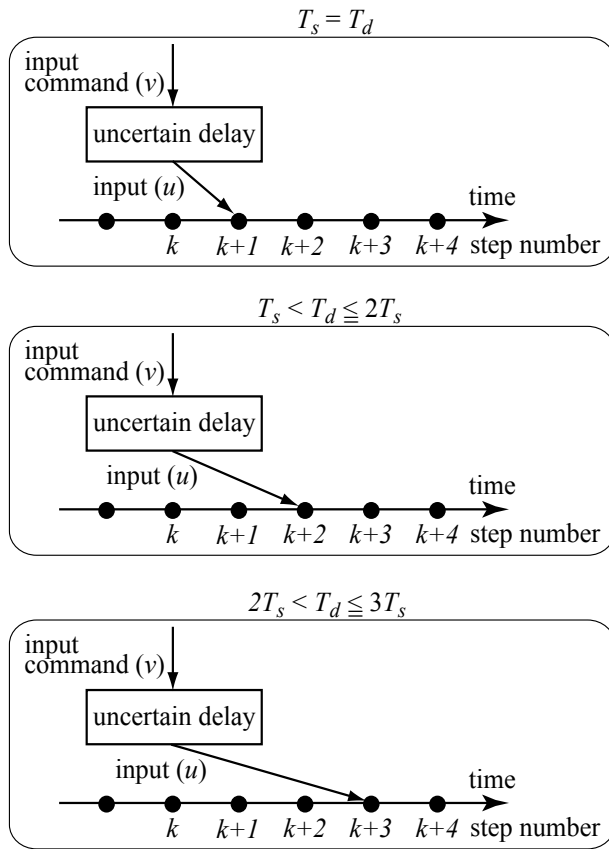 T_s = T_d
input
command (v)
uncertain delay
input (u)
time
k k+1 k+2 k+3 k+4 step number
T_s < T_d ≦ 2T_s
input
command (v)
uncertain delay
input (u)
time
k k+1 k+2 k+3 k+4 step number
2T_s < T_d ≦ 3T_s
input
command (v)
uncertain delay
input (u)
time
k k+1 k+2 k+3 k+4 step number